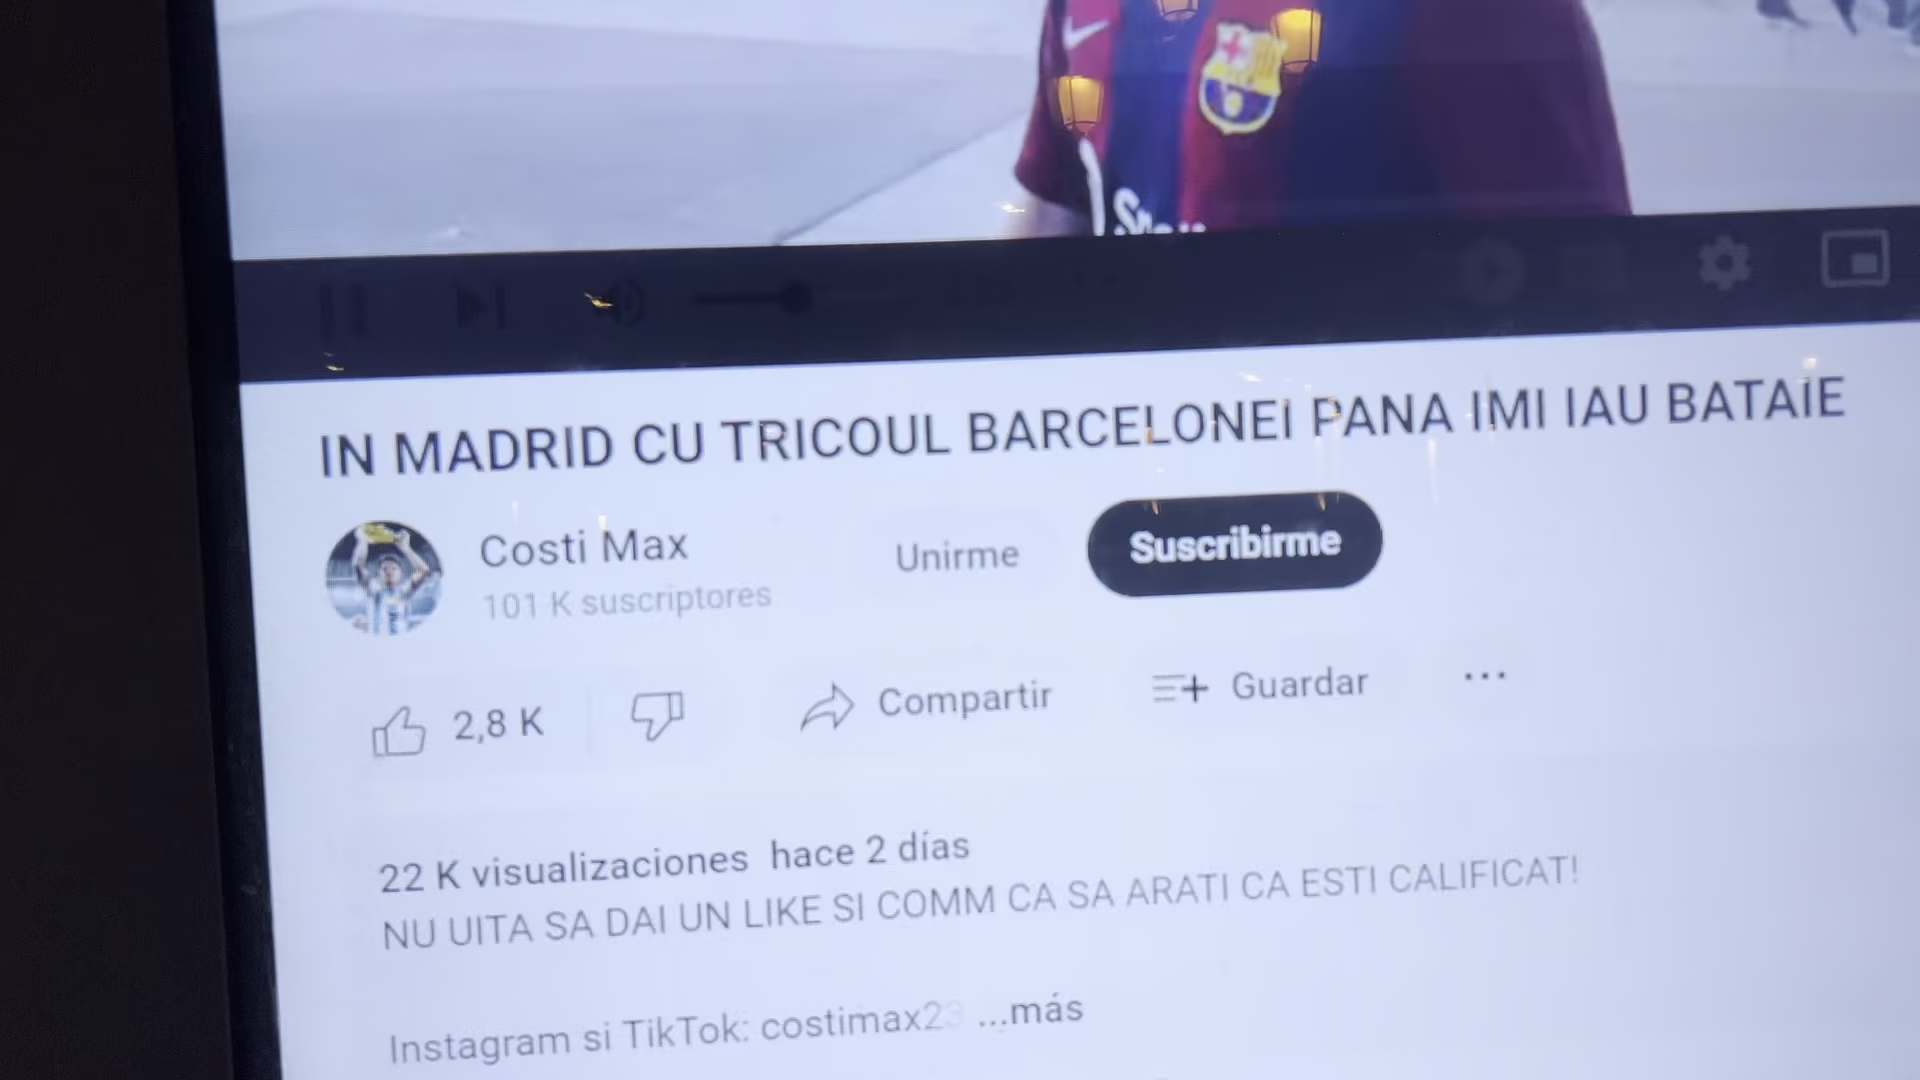 IN MADRID CU TRICOUL BARCELONEI PANA IMI IAU BATAIE
Costi Max
101 K suscriptores
Unirme
Suscribirme
2,8 K
Compartir
Guardar
...
22 K visualizaciones hace 2 días
NU UITA SA DAI UN LIKE SI COMM CA SA ARATI CA ESTI CALIFICAT!
Instagram si TikTok: costimax23 ...más